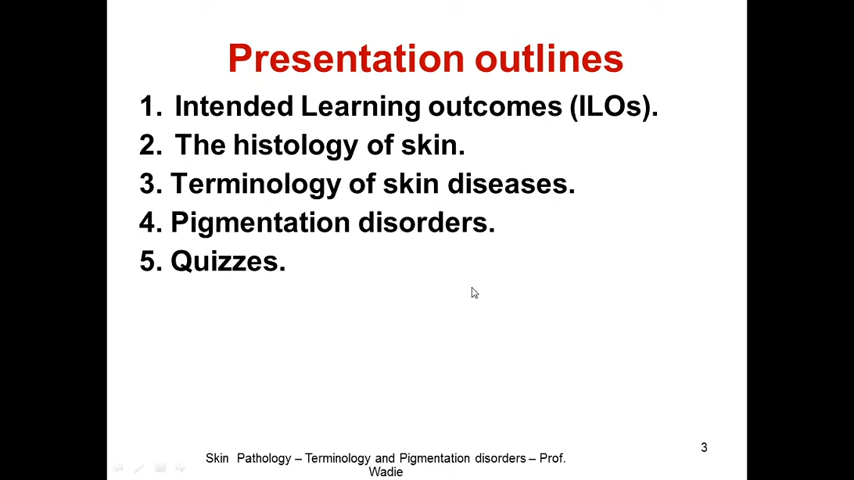 Presentation outlines
1. Intended Learning outcomes (ILOs).
2. The histology of skin.
3. Terminology of skin diseases.
4. Pigmentation disorders.
5. Quizzes.
3
Skin Pathology – Terminology and Pigmentation disorders – Prof.
Wadie